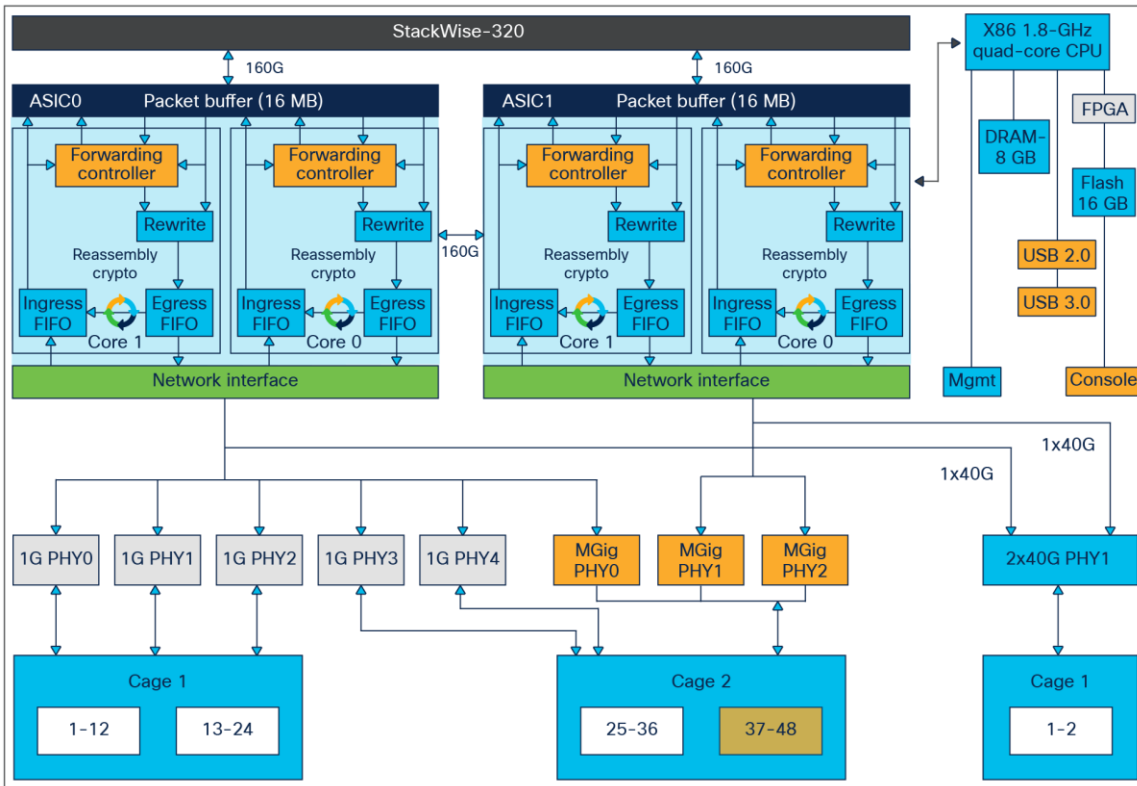 StackWise-320
X86 1.8-GHz
quad-core CPU
160G
160G
ASIC0
Packet buffer (16 MB)
ASIC1
Packet buffer (16 MB)
FPGA
DRAM-
8 GB
Forwarding
controller
Forwarding
controller
Forwarding
controller
Forwarding
controller
Flash
16 GB
Rewrite
Rewrite
Rewrite
Rewrite
160G
Reassembly
crypto
Reassembly
crypto
Reassembly
crypto
Reassembly
crypto
USB 2.0
USB 3.0
Ingress
FIFO
Egress
FIFO
Ingress
FIFO
Egress
FIFO
Ingress
FIFO
Egress
FIFO
Ingress
FIFO
Egress
FIFO
Core 1
Core 0
Core 1
Core 0
Network interface
Network interface
Mgmt
Console
1x40G
1x40G
1G PHY0
1G PHY1
1G PHY2
1G PHY3
1G PHY4
MGig
PHY0
MGig
PHY1
MGig
PHY2
2x40G PHY1
Cage 1
1-12
13-24
Cage 2
25-36
37-48
Cage 1
1-2